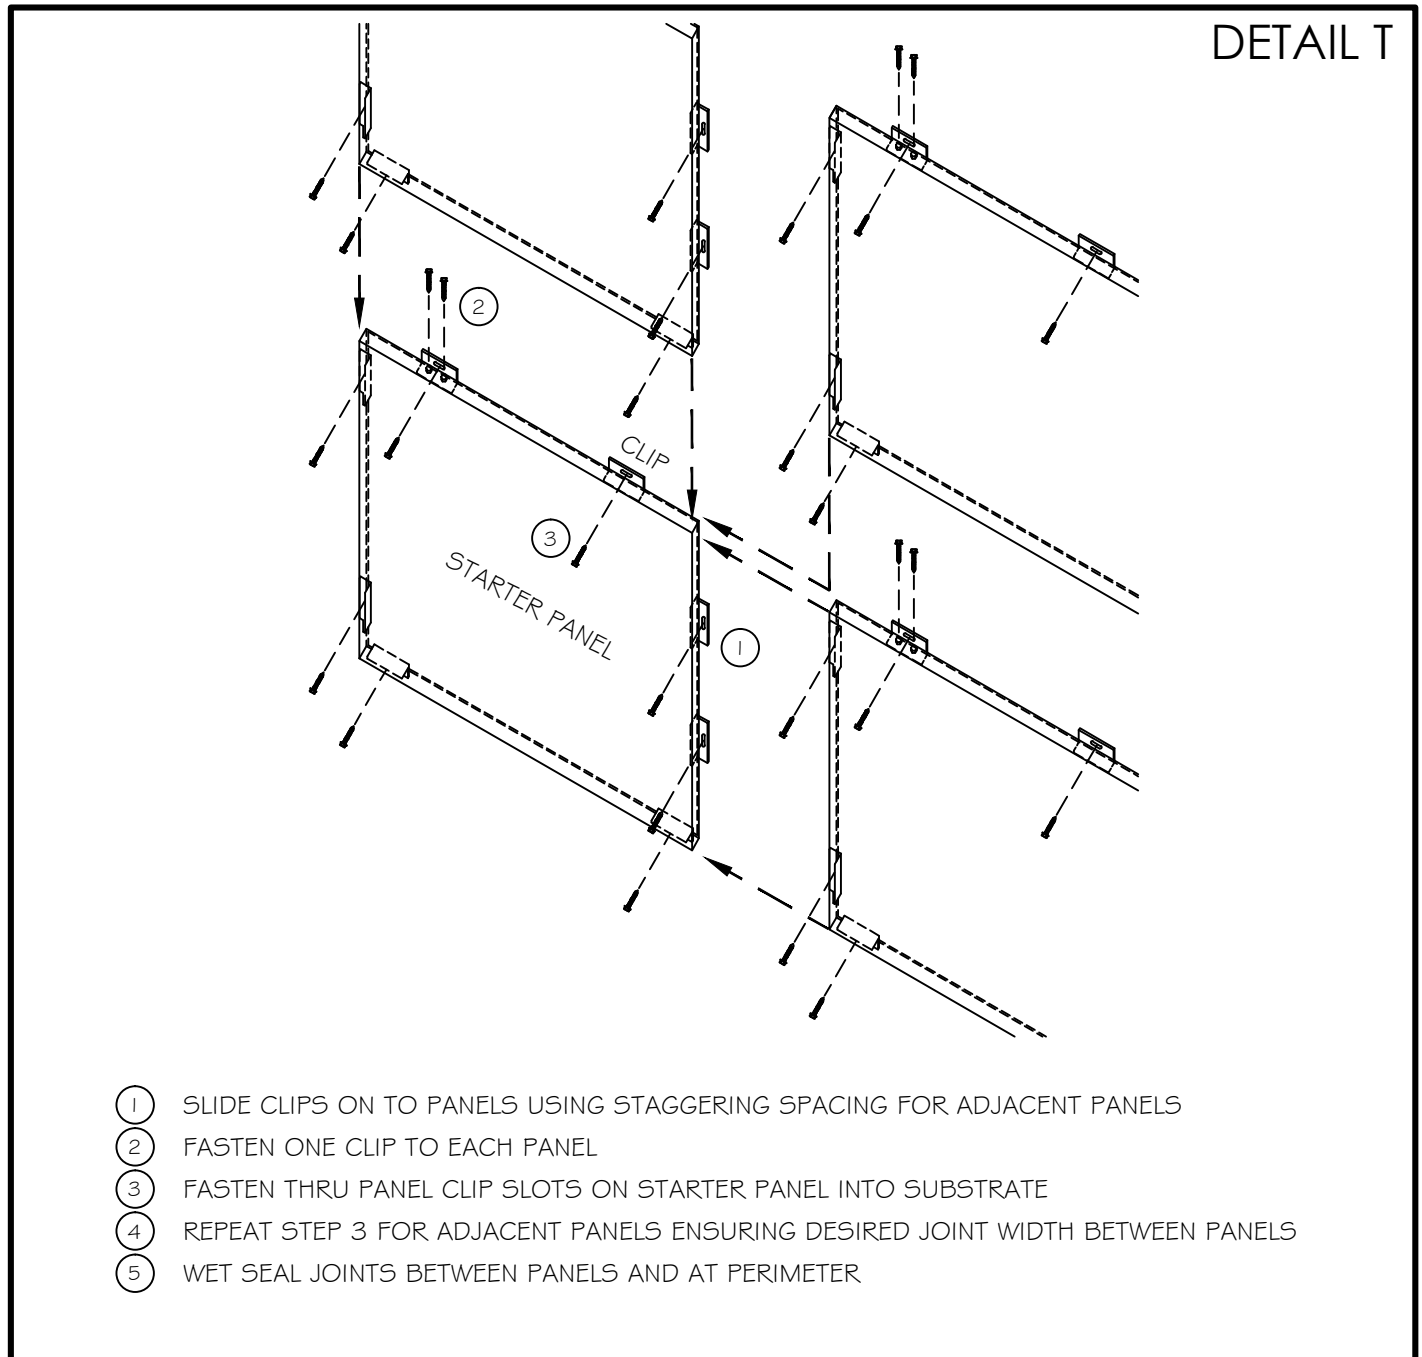 DETAIL T
2
CLIP
3
STARTER PANEL
1
1 SLIDE CLIPS ON TO PANELS USING STAGGERING SPACING FOR ADJACENT PANELS
2 FASTEN ONE CLIP TO EACH PANEL
3 FASTEN THRU PANEL CLIP SLOTS ON STARTER PANEL INTO SUBSTRATE
4 REPEAT STEP 3 FOR ADJACENT PANELS ENSURING DESIRED JOINT WIDTH BETWEEN PANELS
5 WET SEAL JOINTS BETWEEN PANELS AND AT PERIMETER